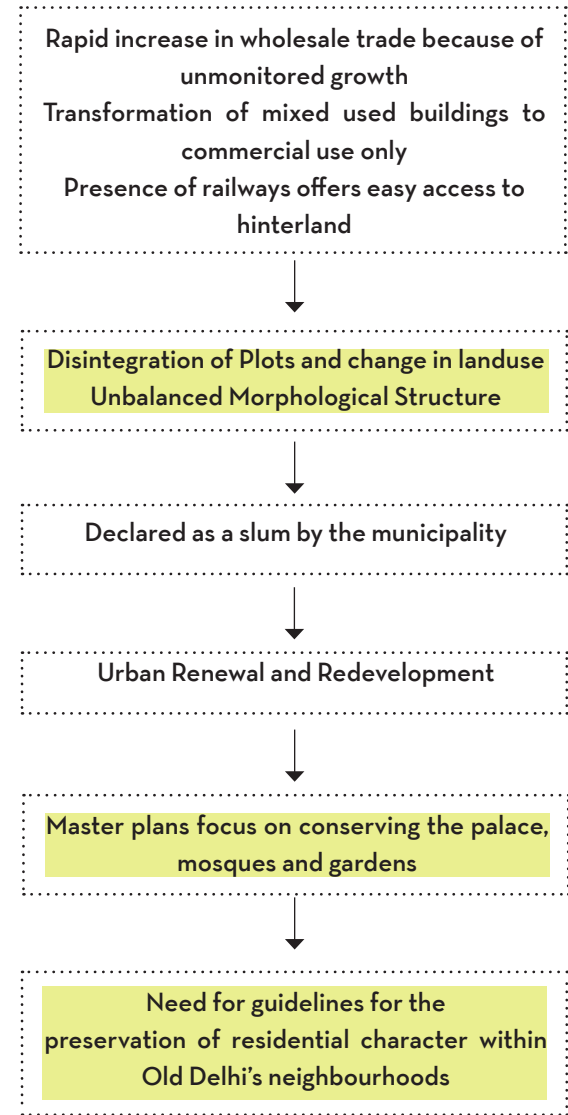 Rapid increase in wholesale trade because of
unmonitored growth
Transformation of mixed used buildings to
commercial use only
Presence of railways offers easy access to
hinterland
Disintegration of Plots and change in landuse
Unbalanced Morphological Structure
Declared as a slum by the municipality
Urban Renewal and Redevelopment
Master plans focus on conserving the palace,
mosques and gardens
Need for guidelines for the
preservation of residential character within
Old Delhi's neighbourhoods